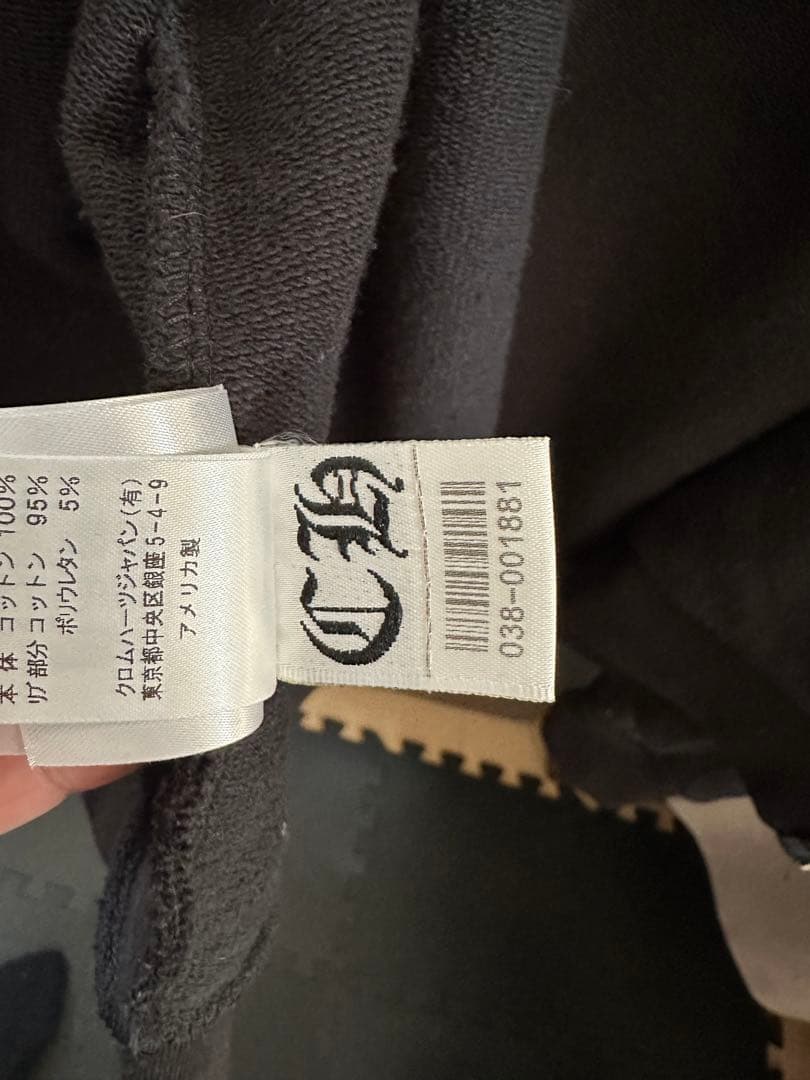 本体 コットン 100%
リブ部分 コットン 95%
ポリウレタン 5%
クロムハーツジャパン(有)
東京都中央区銀座5-4-9
アメリカ製
CH
038-001881